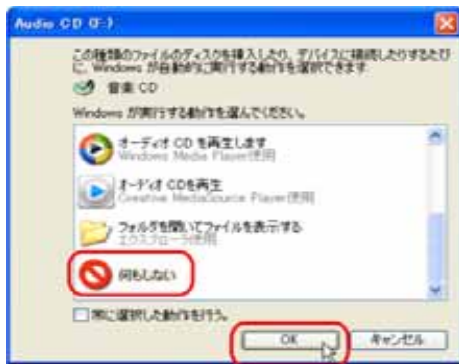 Audio CD (F:)
この種類のファイルのディスクを挿入したり、デバイスに接続したりするたび
に、Windows が自動的に実行する動作を選択できます
音楽 CD
Windows が実行する動作を選んでください。
オーディオ CD を再生します
Windows Media Player使用
オーディオ CDを再生
Creative MediaSource Player使用
フォルダを開いてファイルを表示する
エクスプローラ使用
何もしない
常に選択した動作を行う。
OK
キャンセル